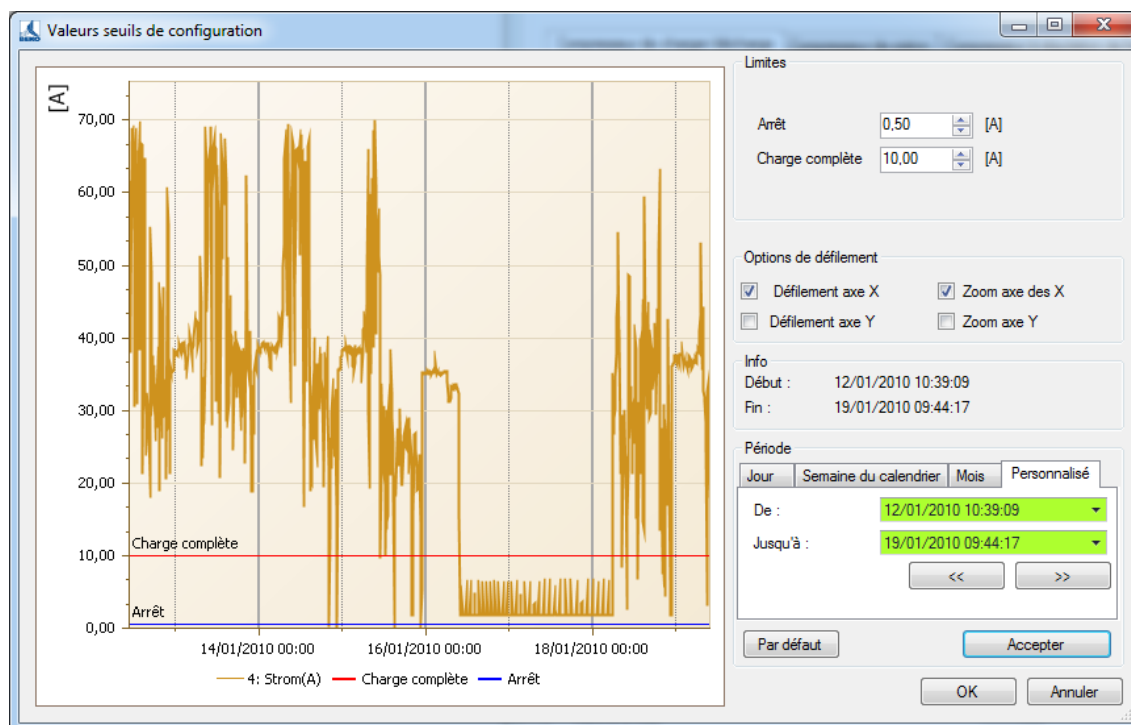 Valeurs seuils de configuration
BEKO
[A]
70,00
60,00
50,00
40,00
30,00
20,00
10,00
0,00
Charge complète
Arrêt
14/01/2010 00:00
16/01/2010 00:00
18/01/2010 00:00
4: Strom(A)
Charge complète
Arrêt
Limites
Arrêt 0,50 [A]
Charge complète 10,00 [A]
Options de défilement
Défilement axe X Zoom axe des X
Défilement axe Y Zoom axe Y
Info
Début : 12/01/2010 10:39:09
Fin : 19/01/2010 09:44:17
Période
Jour Semaine du calendrier Mois Personnalisé
De : 12/01/2010 10:39:09
Jusqu'à : 19/01/2010 09:44:17
<< >>
Par défaut Accepter
OK Annuler